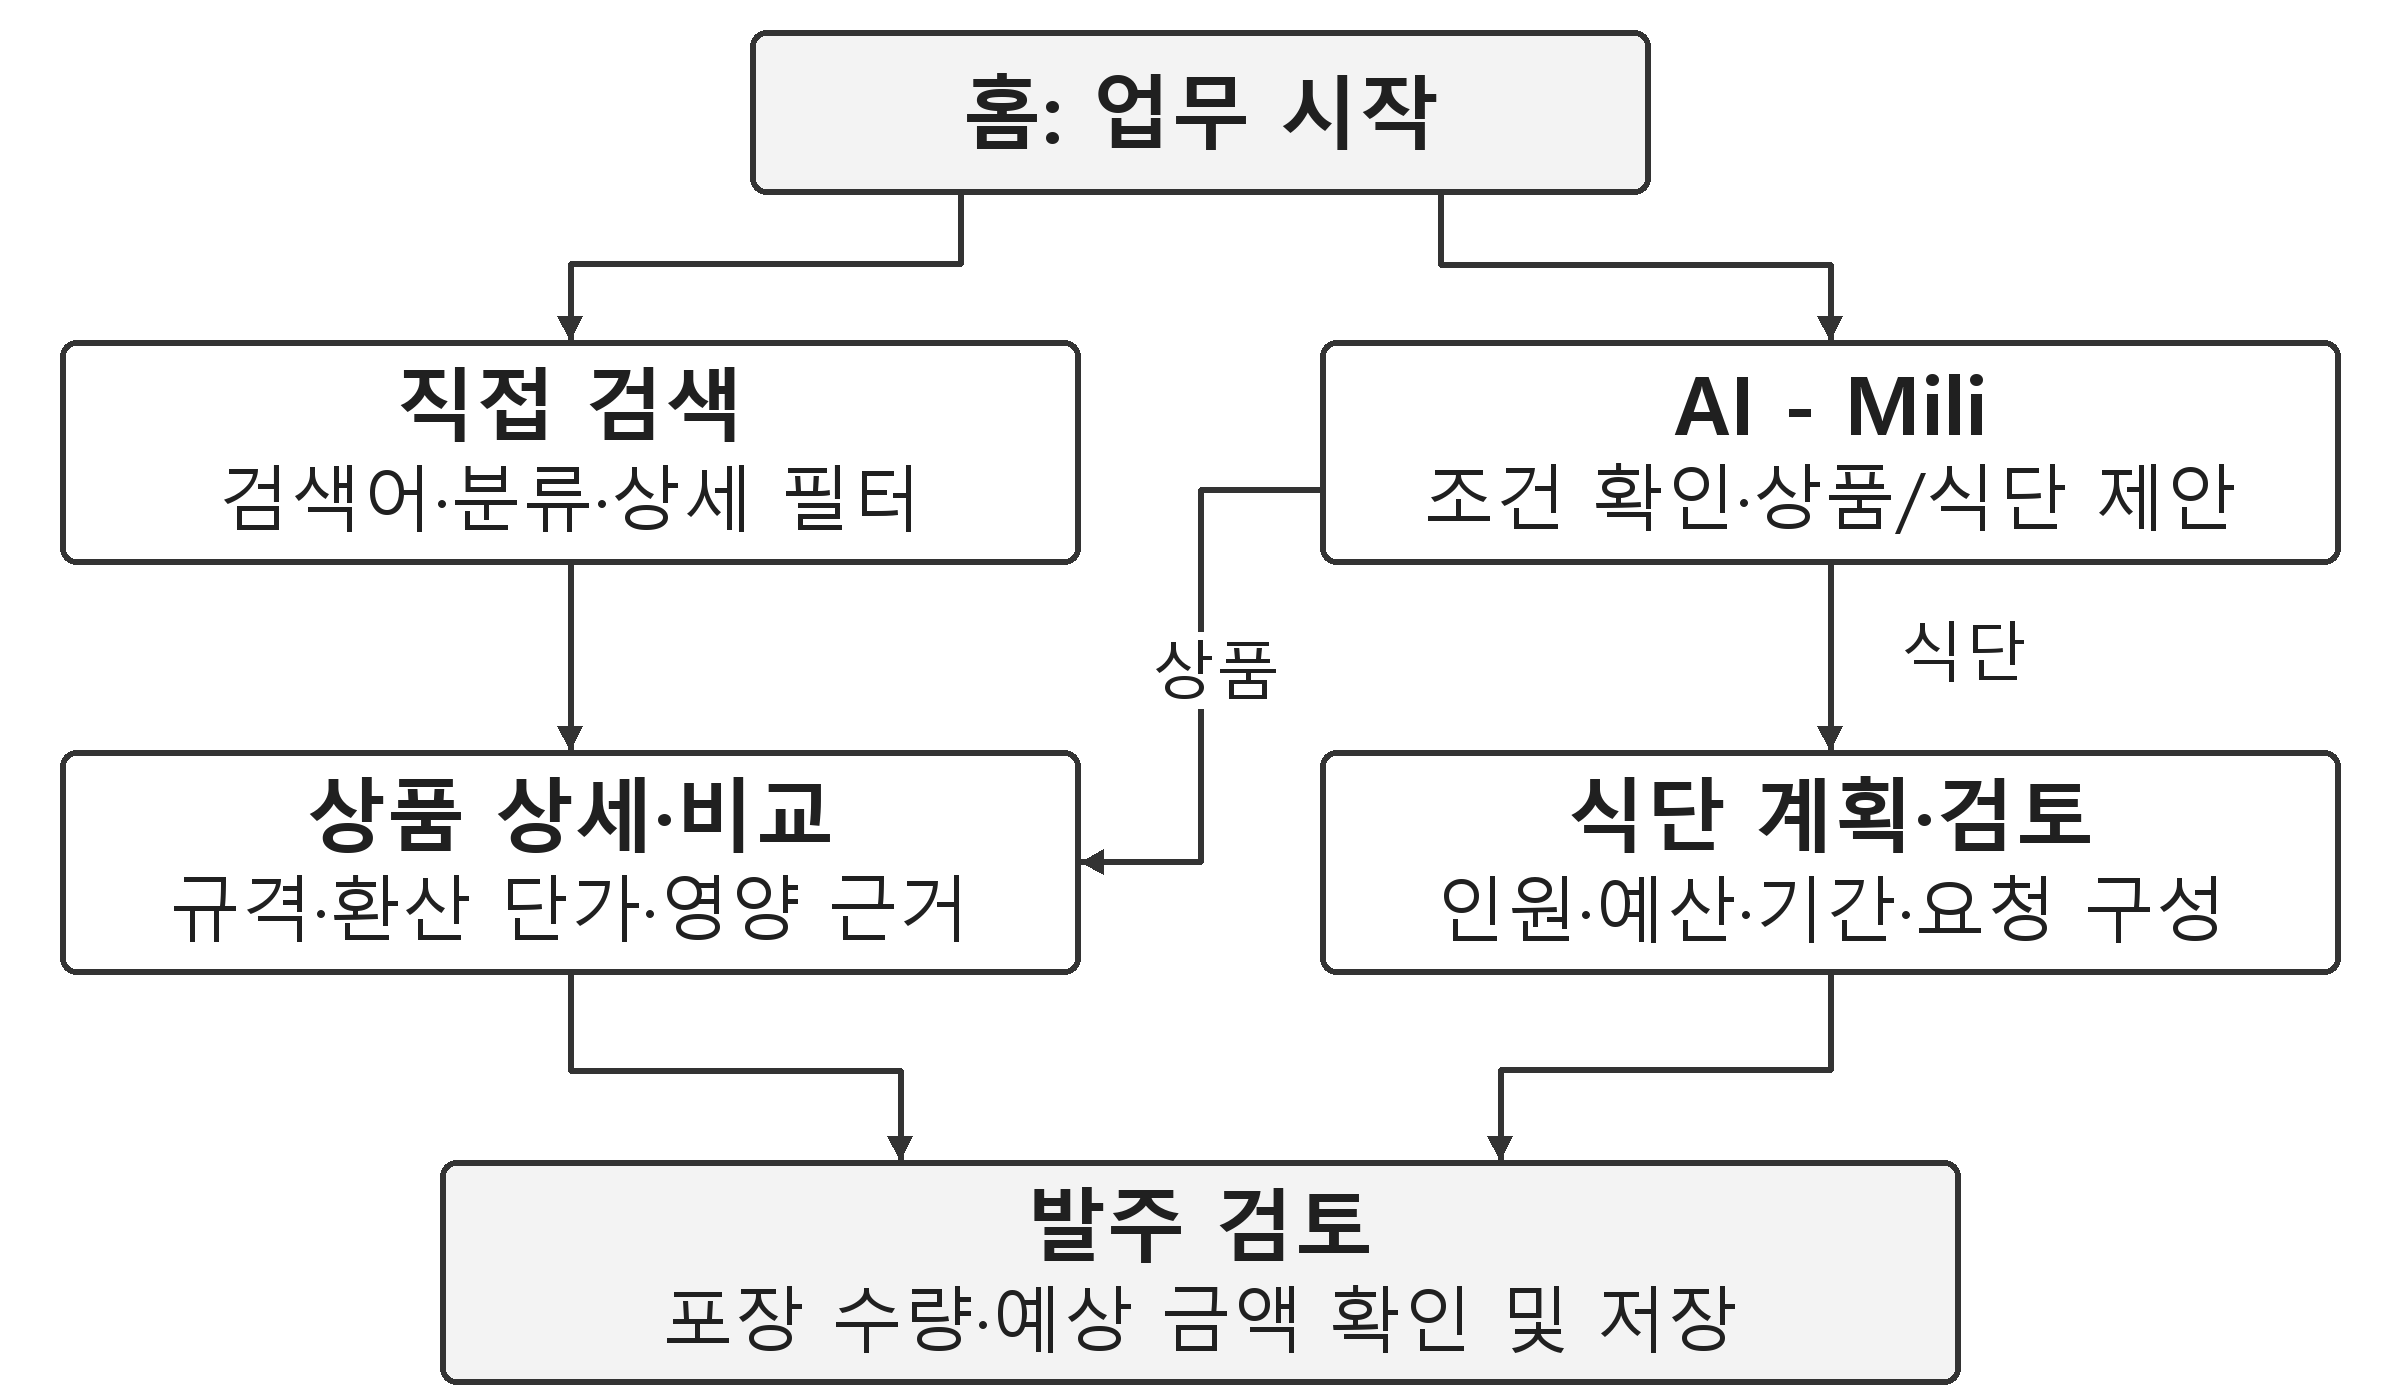 홈: 업무 시작
직접 검색
검색어·분류·상세 필터
AI - Mili
조건 확인·상품/식단 제안
상품
식단
상품 상세·비교
규격·환산 단가·영양 근거
식단 계획·검토
인원·예산·기간·요청 구성
발주 검토
포장 수량·예상 금액 확인 및 저장